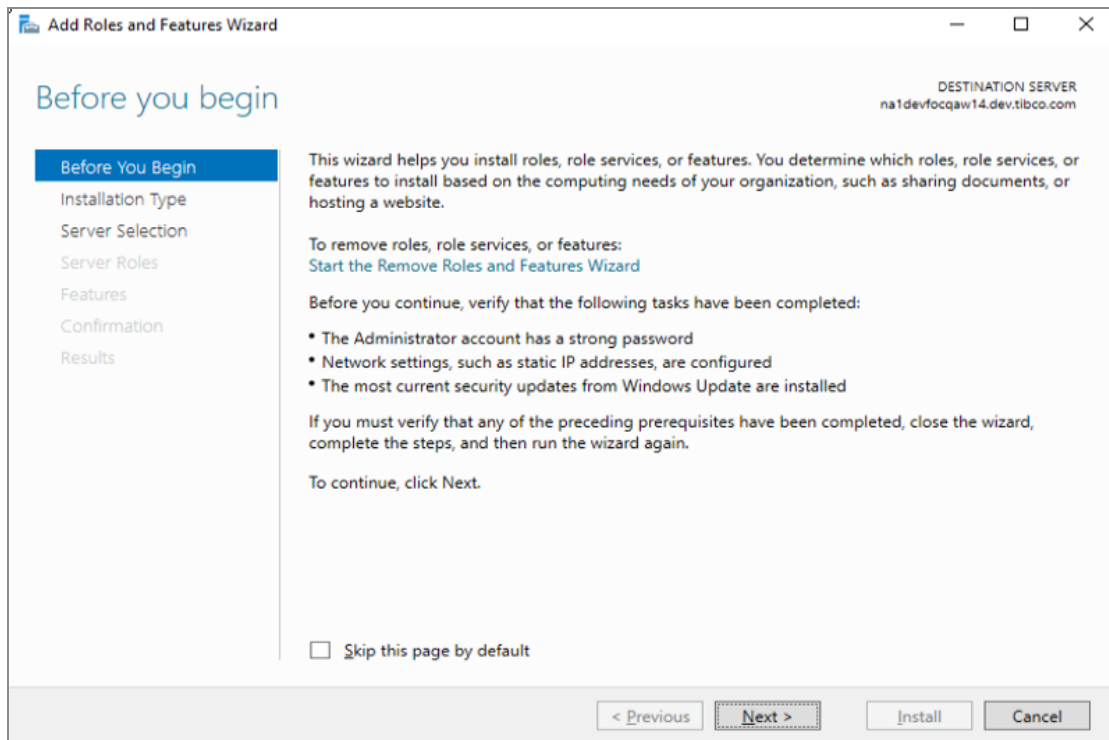 Add Roles and Features Wizard
Before you begin
DESTINATION SERVER
na1devfocqaw14.dev.tibco.com
Before You Begin
Installation Type
Server Selection
Server Roles
Features
Confirmation
Results
This wizard helps you install roles, role services, or features. You determine which roles, role services, or
features to install based on the computing needs of your organization, such as sharing documents, or
hosting a website.
To remove roles, role services, or features:
Start the Remove Roles and Features Wizard
Before you continue, verify that the following tasks have been completed:
• The Administrator account has a strong password
• Network settings, such as static IP addresses, are configured
• The most current security updates from Windows Update are installed
If you must verify that any of the preceding prerequisites have been completed, close the wizard,
complete the steps, and then run the wizard again.
To continue, click Next.
Skip this page by default
< Previous
Next >
Install
Cancel